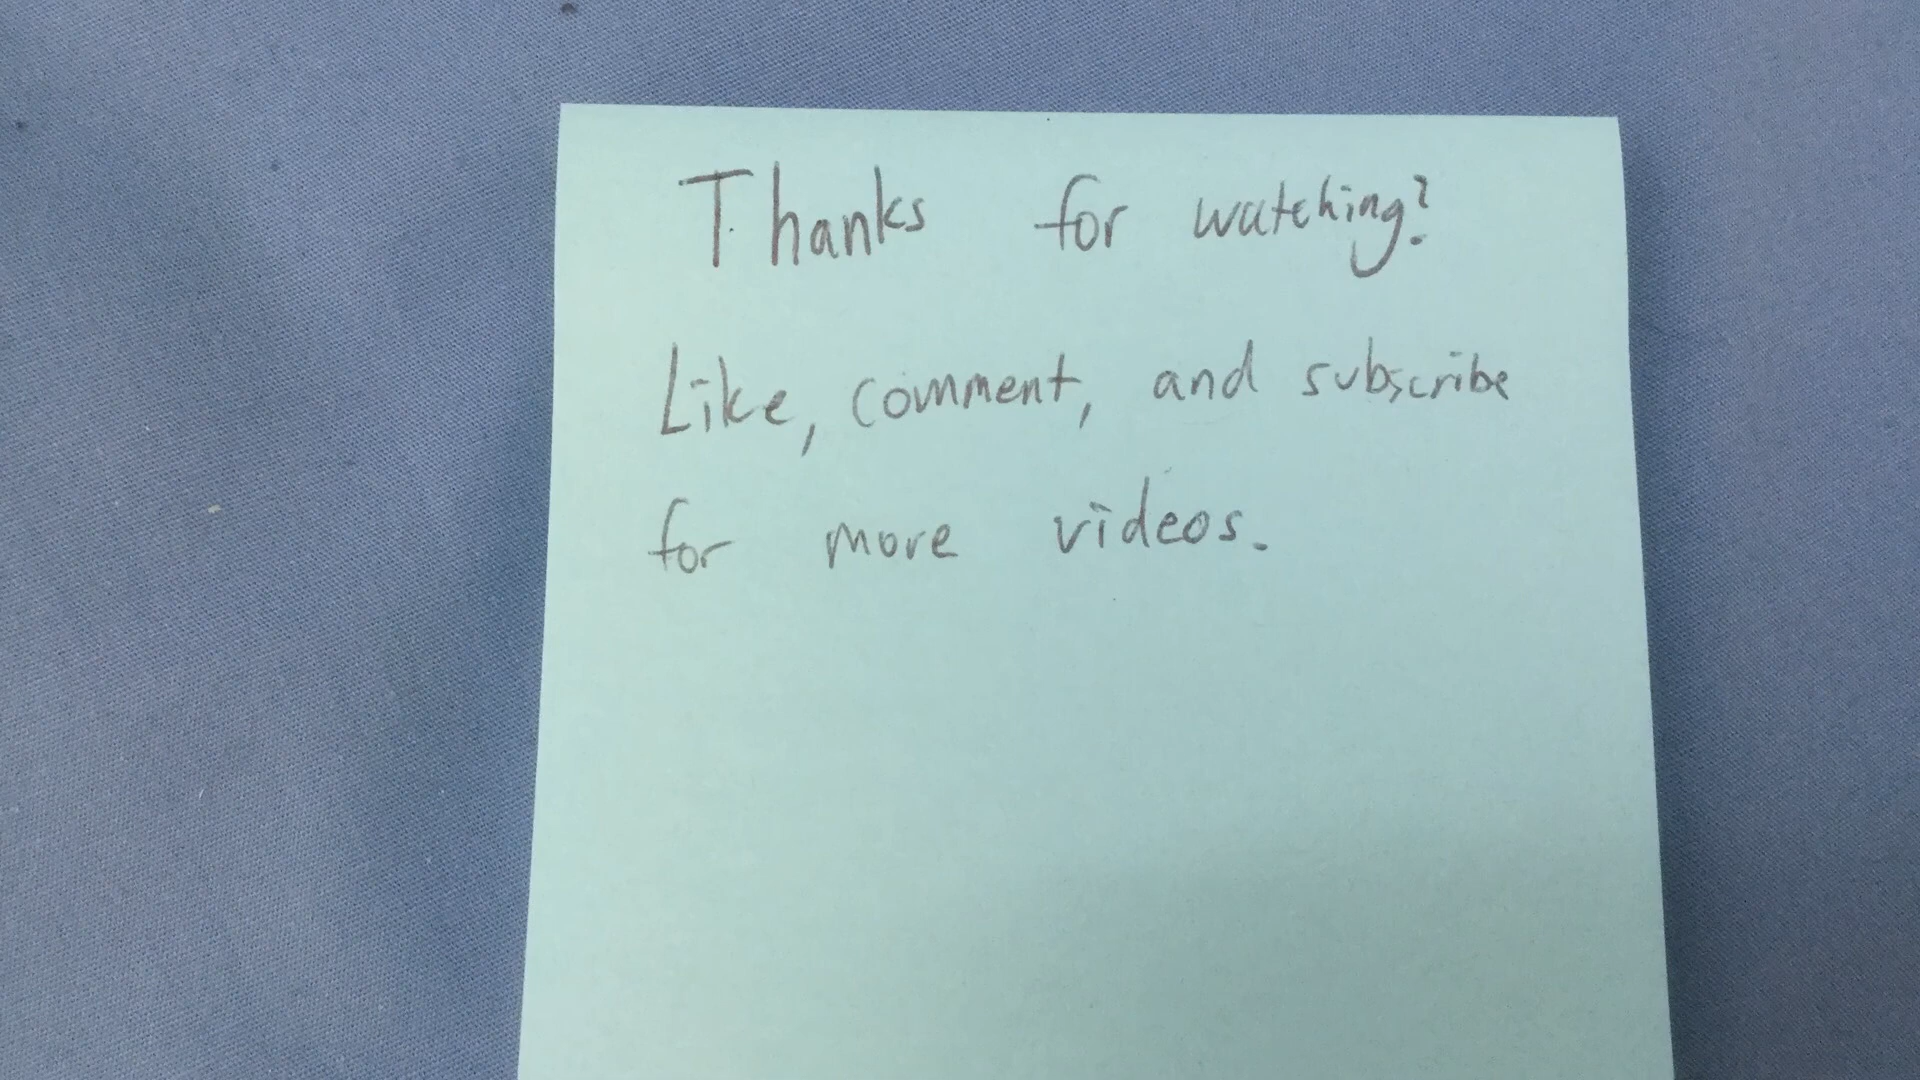 Thanks for watching?
Like, comment, and subscribe
for more videos.